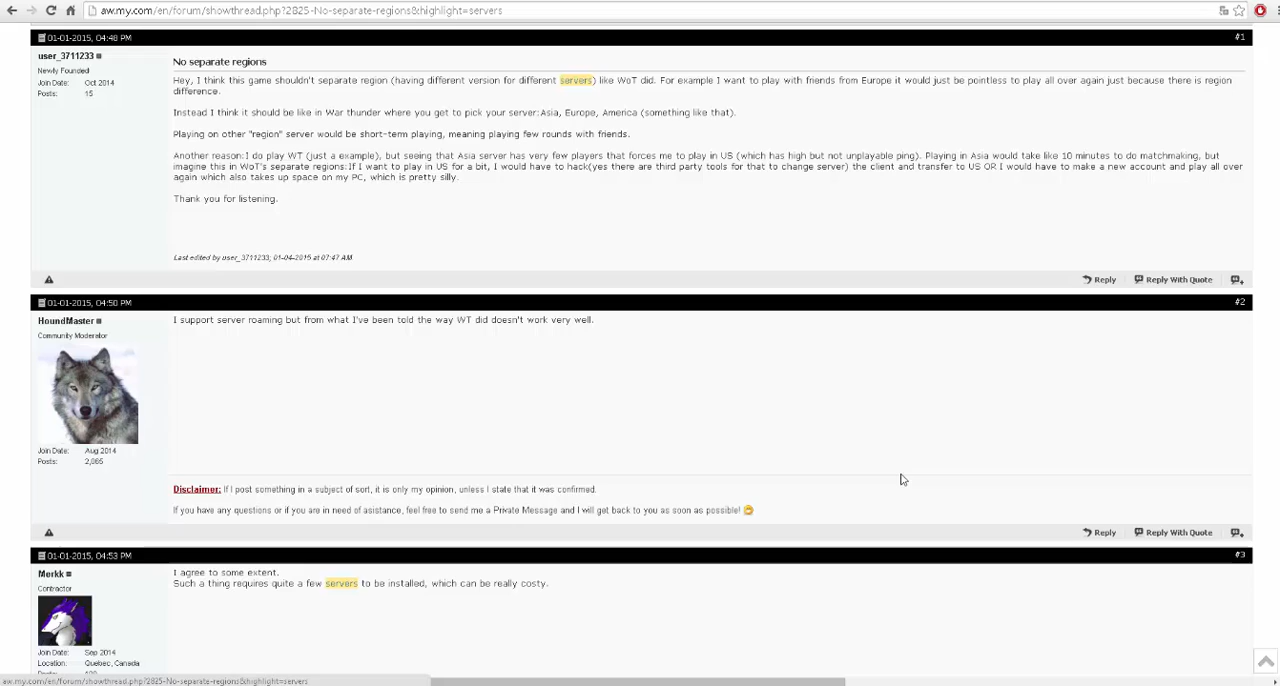 aw.my.com/en/forum/showthread.php?2825-No-separate-regions&highlight=servers
01-01-2015, 04:48 PM
#1
user_3711233
Newly Founded
Join Date: Oct 2014
Posts: 15
No separate regions
Hey, I think this game shouldn't separate region (having different version for different servers) like WoT did. For example I want to play with friends from Europe it would just be pointless to play all over again just because there is region
difference.
Instead I think it should be like in War thunder where you get to pick your server:Asia, Europe, America (something like that).
Playing on other "region" server would be short-term playing, meaning playing few rounds with friends.
Another reason:I do play WT (just a example), but seeing that Asia server has very few players that forces me to play in US (which has high but not unplayable ping). Playing in Asia would take like 10 minutes to do matchmaking, but
imagine this in WoT's separate regions:If I want to play in US for a bit, I would have to hack(yes there are third party tools for that to change server) the client and transfer to US OR I would have to make a new account and play all over
again which also takes up space on my PC, which is pretty silly.
Thank you for listening.
Last edited by user_3711233; 01-04-2015 at 07:47 AM
Reply
Reply With Quote
01-01-2015, 04:50 PM
#2
HoundMaster
Community Moderator
Join Date: Aug 2014
Posts: 2,065
I support server roaming but from what I've been told the way WT did doesn't work very well.
Disclaimer: If I post something in a subject of sort, it is only my opinion, unless I state that it was confirmed.
If you have any questions or if you are in need of asistance, feel free to send me a Private Message and I will get back to you as soon as possible!
Reply
Reply With Quote
01-01-2015, 04:53 PM
#3
Merkk
Contractor
Join Date: Sep 2014
Location: Quebec, Canada
I agree to some extent.
Such a thing requires quite a few servers to be installed, which can be really costy.
aw.my.com/en/forum/showthread.php?2825-No-separate-regions&highlight=servers